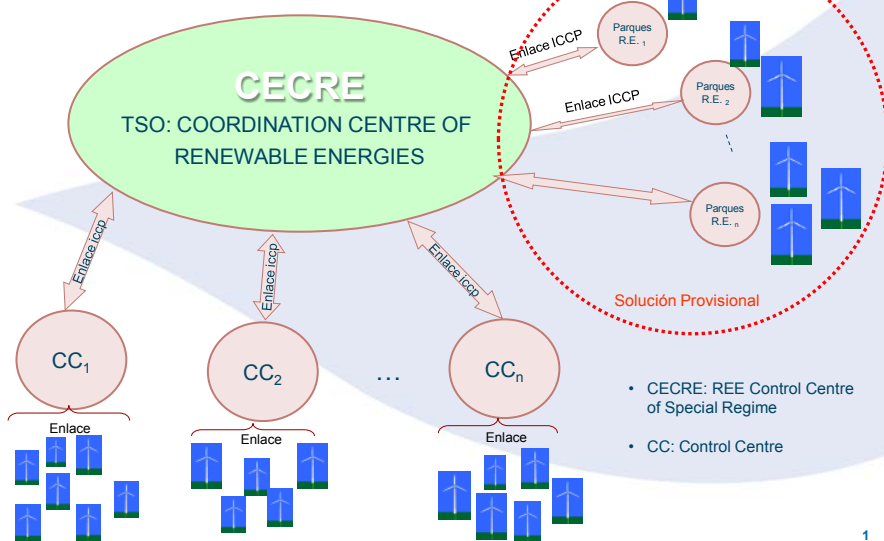 Parques
R.E. 1
Enlace ICCP
CECRE
TSO: COORDINATION CENTRE OF
RENEWABLE ENERGIES
Enlace ICCP
Parques
R.E. 2
Parques
R.E. n
Enlace iccp
Enlace iccp
Enlace iccp
Solución Provisional
CC1
CC2
...
CCn
• CECRE: REE Control Centre
of Special Regime
• CC: Control Centre
Enlace
Enlace
Enlace
1